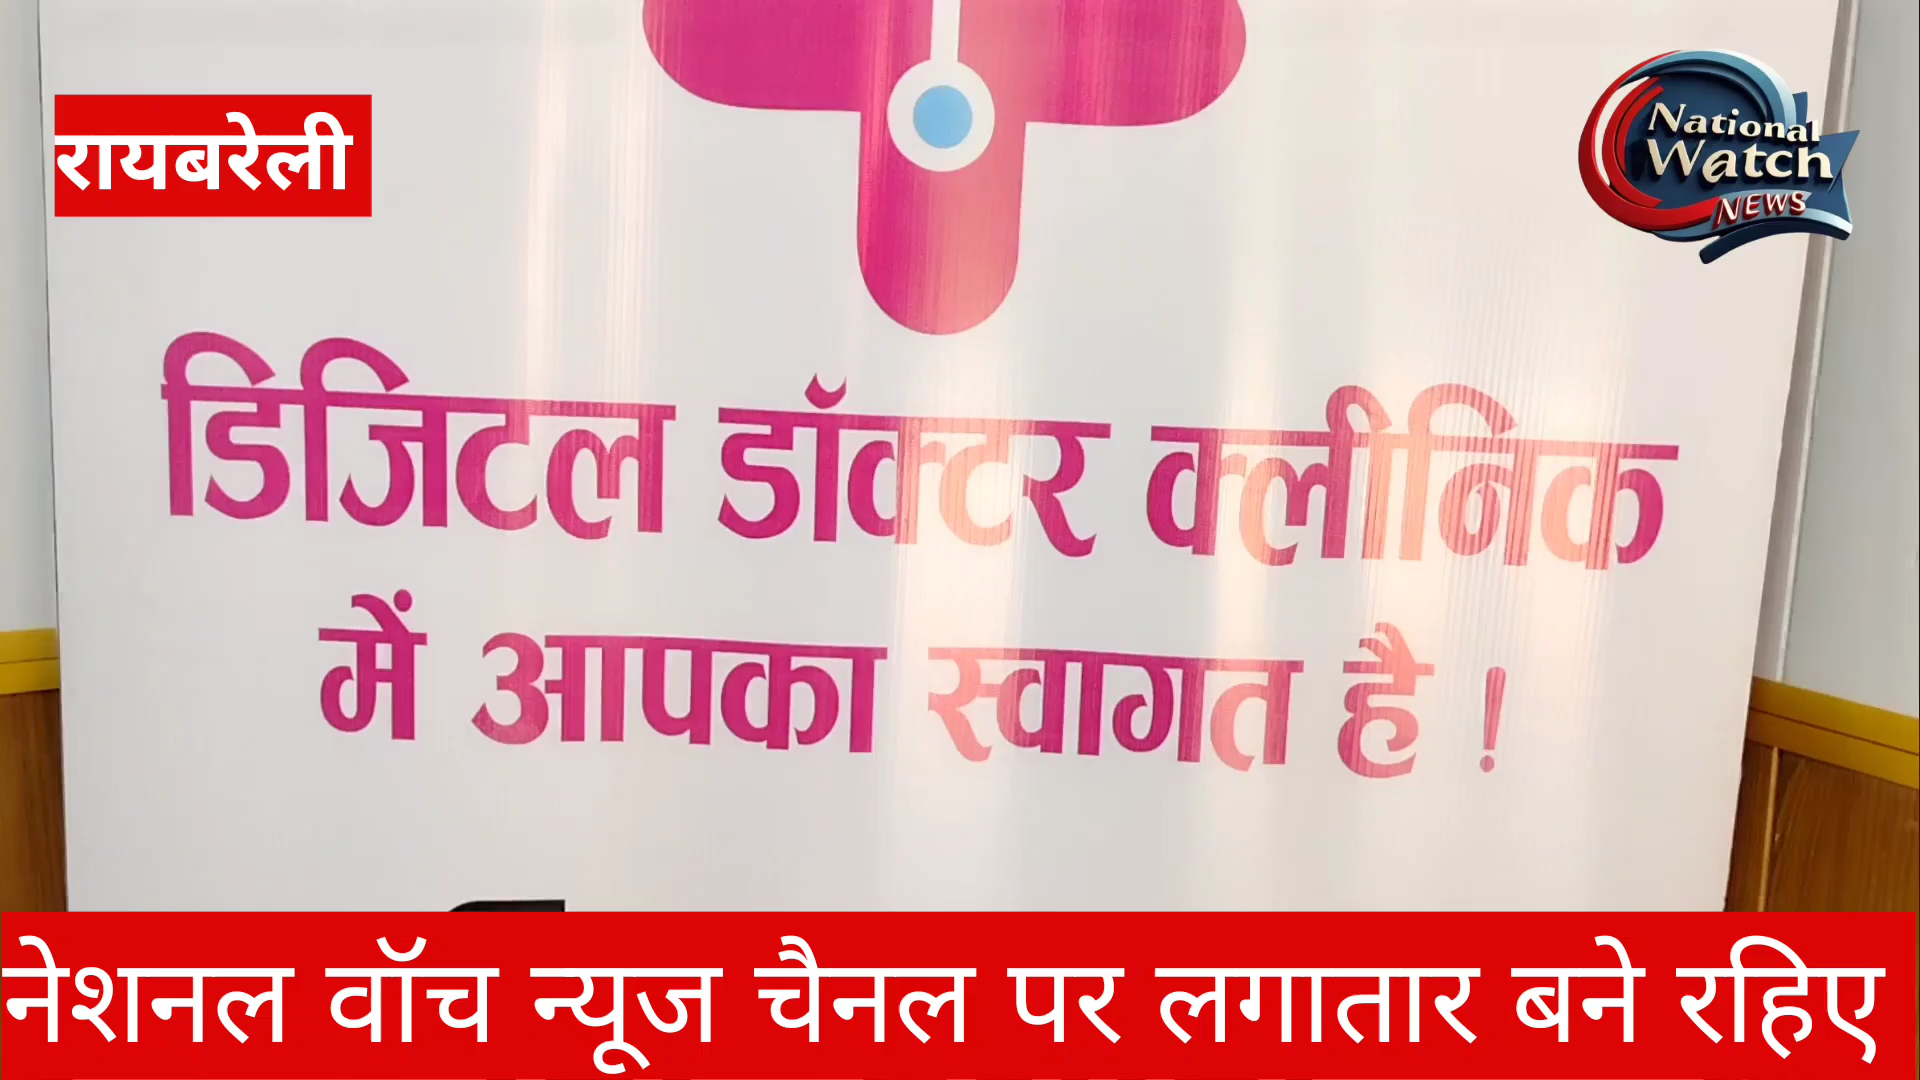 रायबरेली
National
Watch
NEWS
डिजिटल डॉक्टर क्लीनिक
में आपका स्वागत है !
नेशनल वॉच न्यूज चैनल पर लगातार बने रहिए